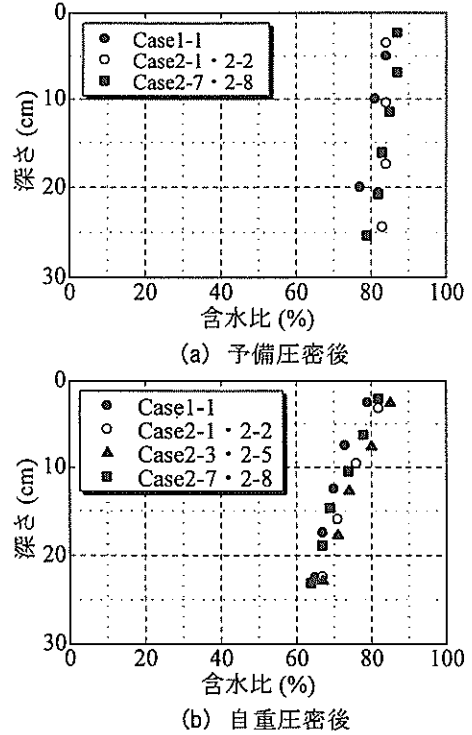 0
10
20
30
深さ (cm)
Case1-1
Case2-1・2-2
Case2-7・2-8
0 20 40 60 80 100
含水比 (%)
(a) 予備圧密後
0
10
20
30
深さ (cm)
Case1-1
Case2-1・2-2
Case2-3・2-5
Case2-7・2-8
0 20 40 60 80 100
含水比 (%)
(b) 自重圧密後